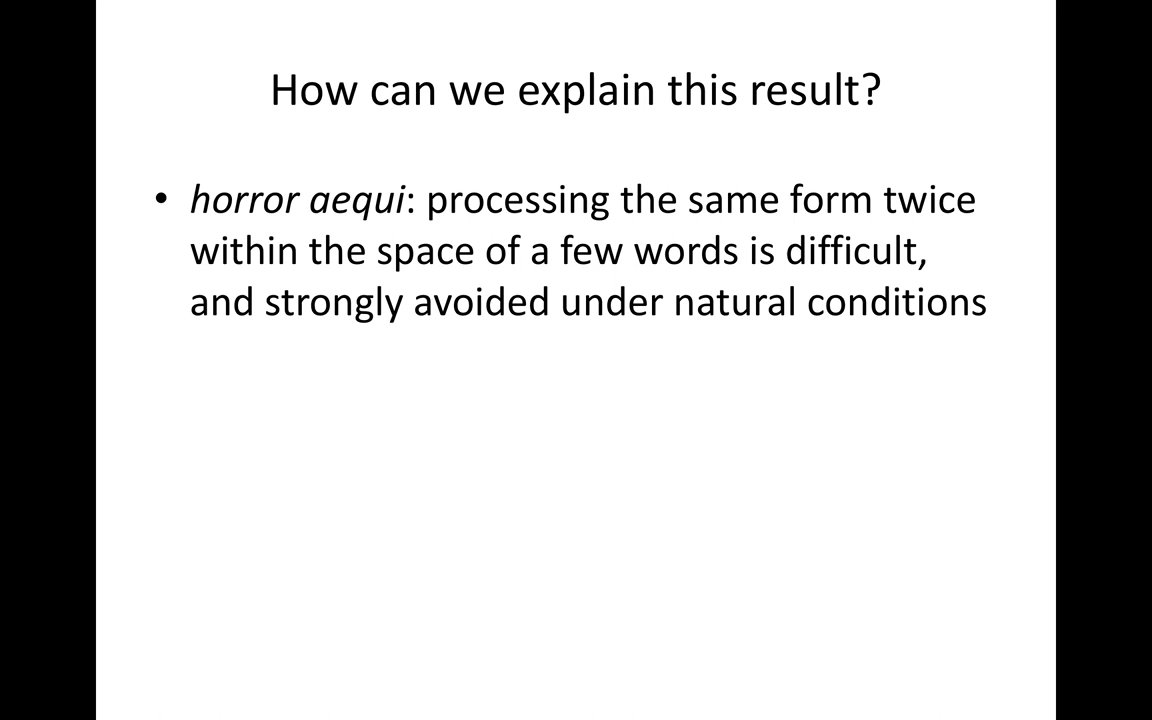 How can we explain this result?
• horror aequi: processing the same form twice
within the space of a few words is difficult,
and strongly avoided under natural conditions